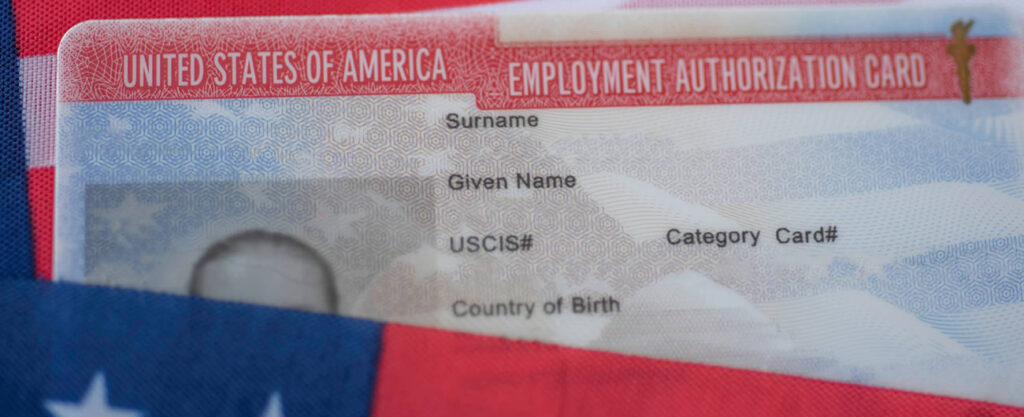 UNITED STATES OF AMERICA EMPLOYMENT AUTHORIZATION CARD
Surname
Given Name
USCIS# Category Card#
Country of Birth